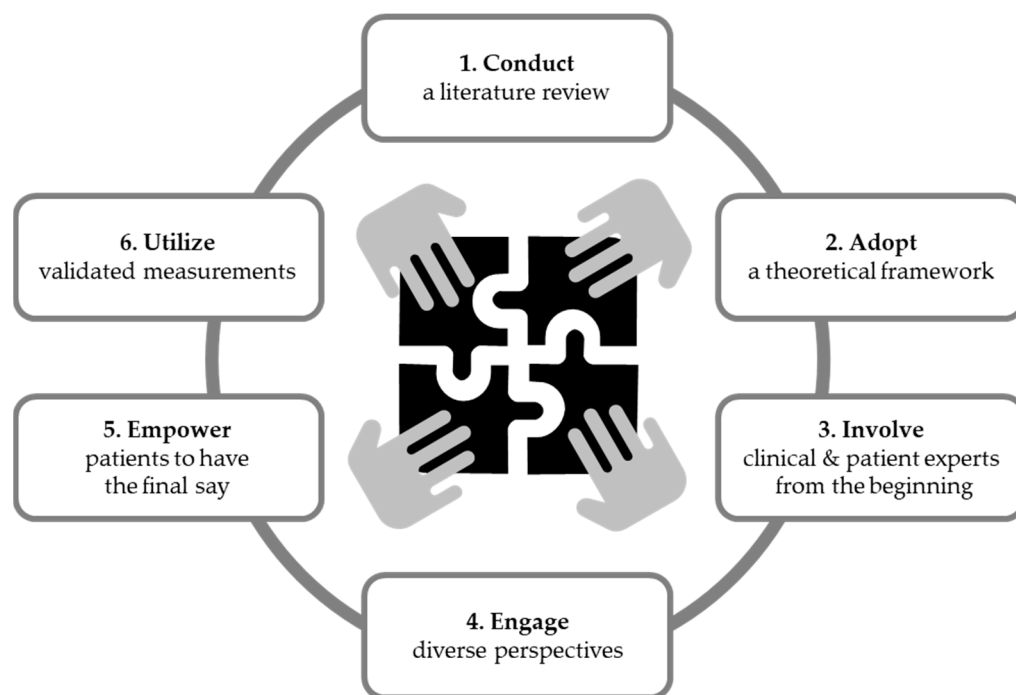 1. Conduct
a literature review
2. Adopt
a theoretical framework
3. Involve
clinical & patient experts
from the beginning
4. Engage
diverse perspectives
5. Empower
patients to have
the final say
6. Utilize
validated measurements